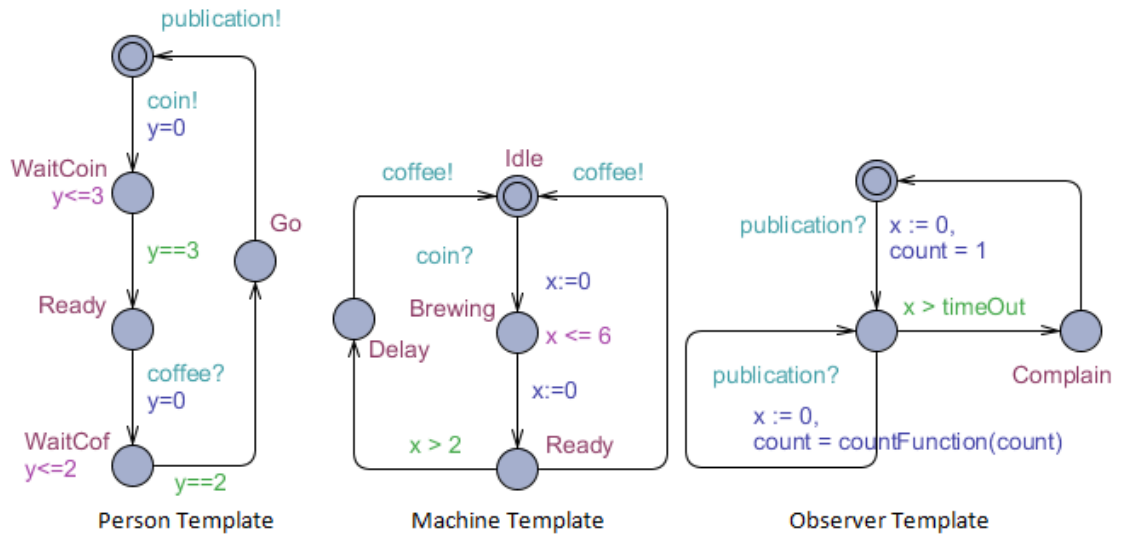 publication!
coin!
y=0
WaitCoin
y<=3
y==3
Go
Ready
coffee?
y=0
WaitCof
y<=2
y==2
Person Template
Idle
coffee!
coffee!
coin?
x:=0
Brewing
x <= 6
Delay
x:=0
x > 2
Ready
Machine Template
publication?
x := 0,
count = 1
x > timeOut
publication?
Complain
x := 0,
count = countFunction(count)
Observer Template